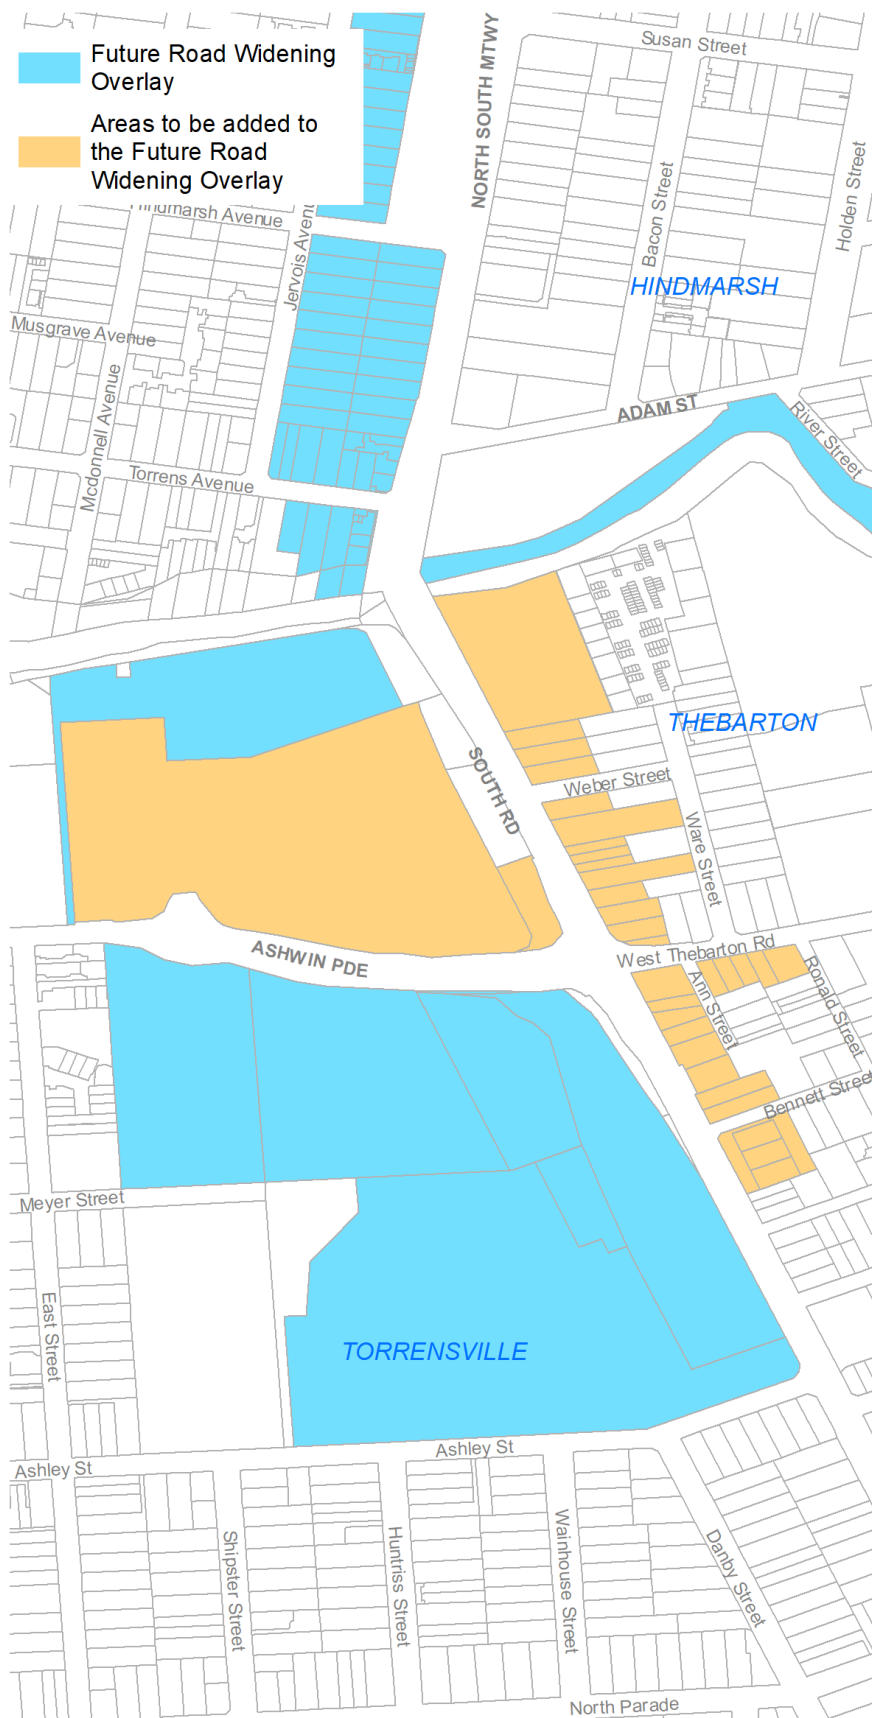 Future Road Widening
Overlay
Areas to be added to
the Future Road
Widening Overlay
Susan Street
NORTH SOUTH MTWY
Holden Street
Bacon Street
Hindmarsh Avenue
Jervois Avenue
HINDMARSH
Musgrave Avenue
Mcdonnell Avenue
ADAM ST
River Street
Torrens Avenue
THEBARTON
SOUTH RD
Weber Street
Ware Street
ASHWIN PDE
West Thebarton Rd
Ann Street
Ronald Street
Bennett Street
Meyer Street
East Street
TORRENSVILLE
Ashley St
Ashley St
Shipster Street
Huntriss Street
Wainhouse Street
Danby Street
North Parade